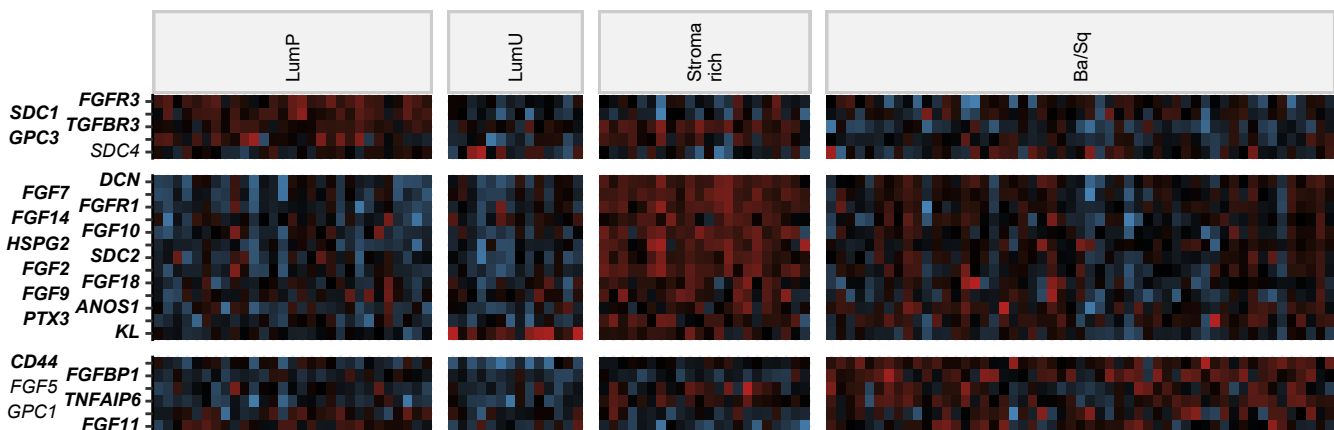 LumP
LumU
Stroma
rich
Ba/Sq
FGFR3
SDC1
TGFBR3
GPC3
SDC4
DCN
FGF7
FGFR1
FGF14
FGF10
HSPG2
SDC2
FGF2
FGF18
FGF9
ANOS1
PTX3
KL
CD44
FGFBP1
FGF5
TNFAIP6
GPC1
FGF11